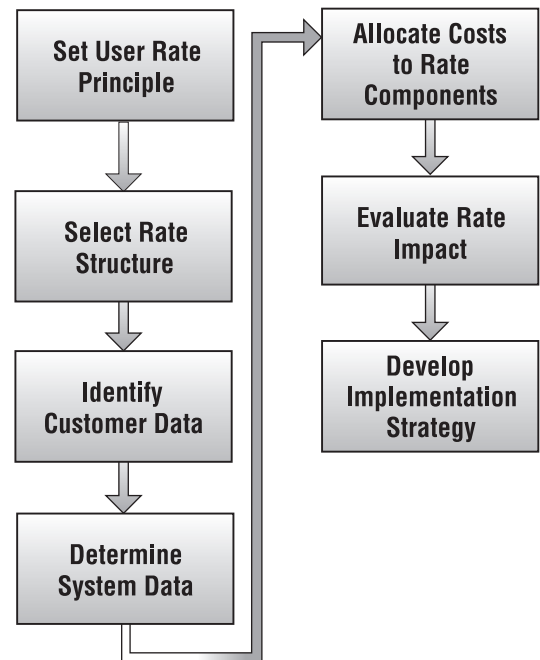 Set User Rate
Principle
Select Rate
Structure
Identify
Customer Data
Determine
System Data
Allocate Costs
to Rate
Components
Evaluate Rate
Impact
Develop
Implementation
Strategy